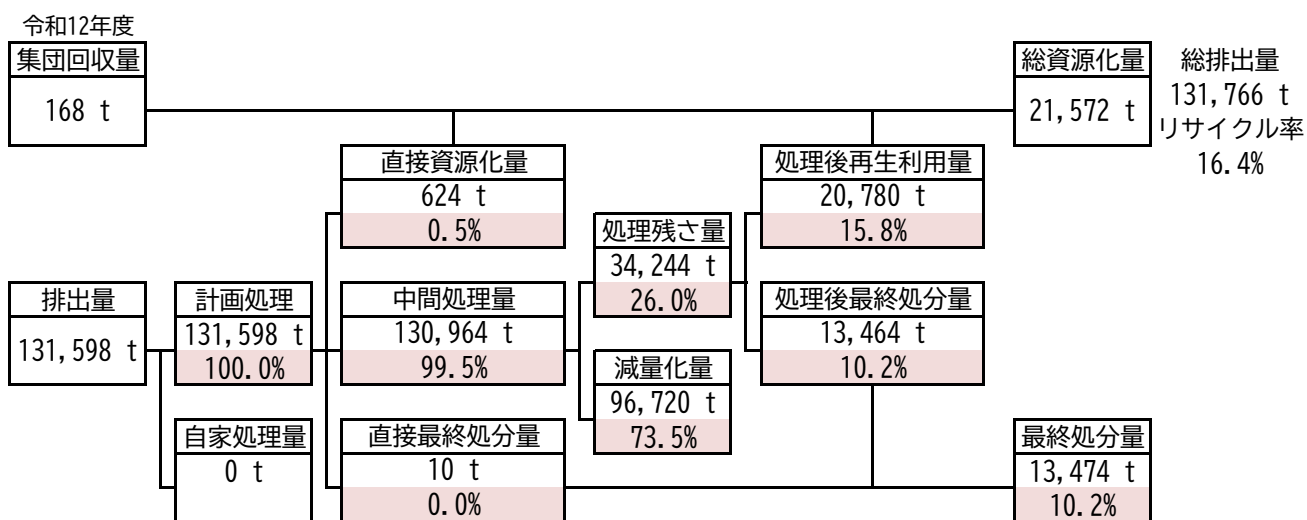 令和12年度
集団回収量
168 t
総資源化量
21,572 t
総排出量
131,766 t
リサイクル率
16.4%
直接資源化量
624 t
0.5%
処理後再生利用量
20,780 t
15.8%
処理残さ量
34,244 t
26.0%
排出量
131,598 t
計画処理
131,598 t
100.0%
中間処理量
130,964 t
99.5%
処理後最終処分量
13,464 t
10.2%
減量化量
96,720 t
73.5%
自家処理量
0 t
直接最終処分量
10 t
0.0%
最終処分量
13,474 t
10.2%